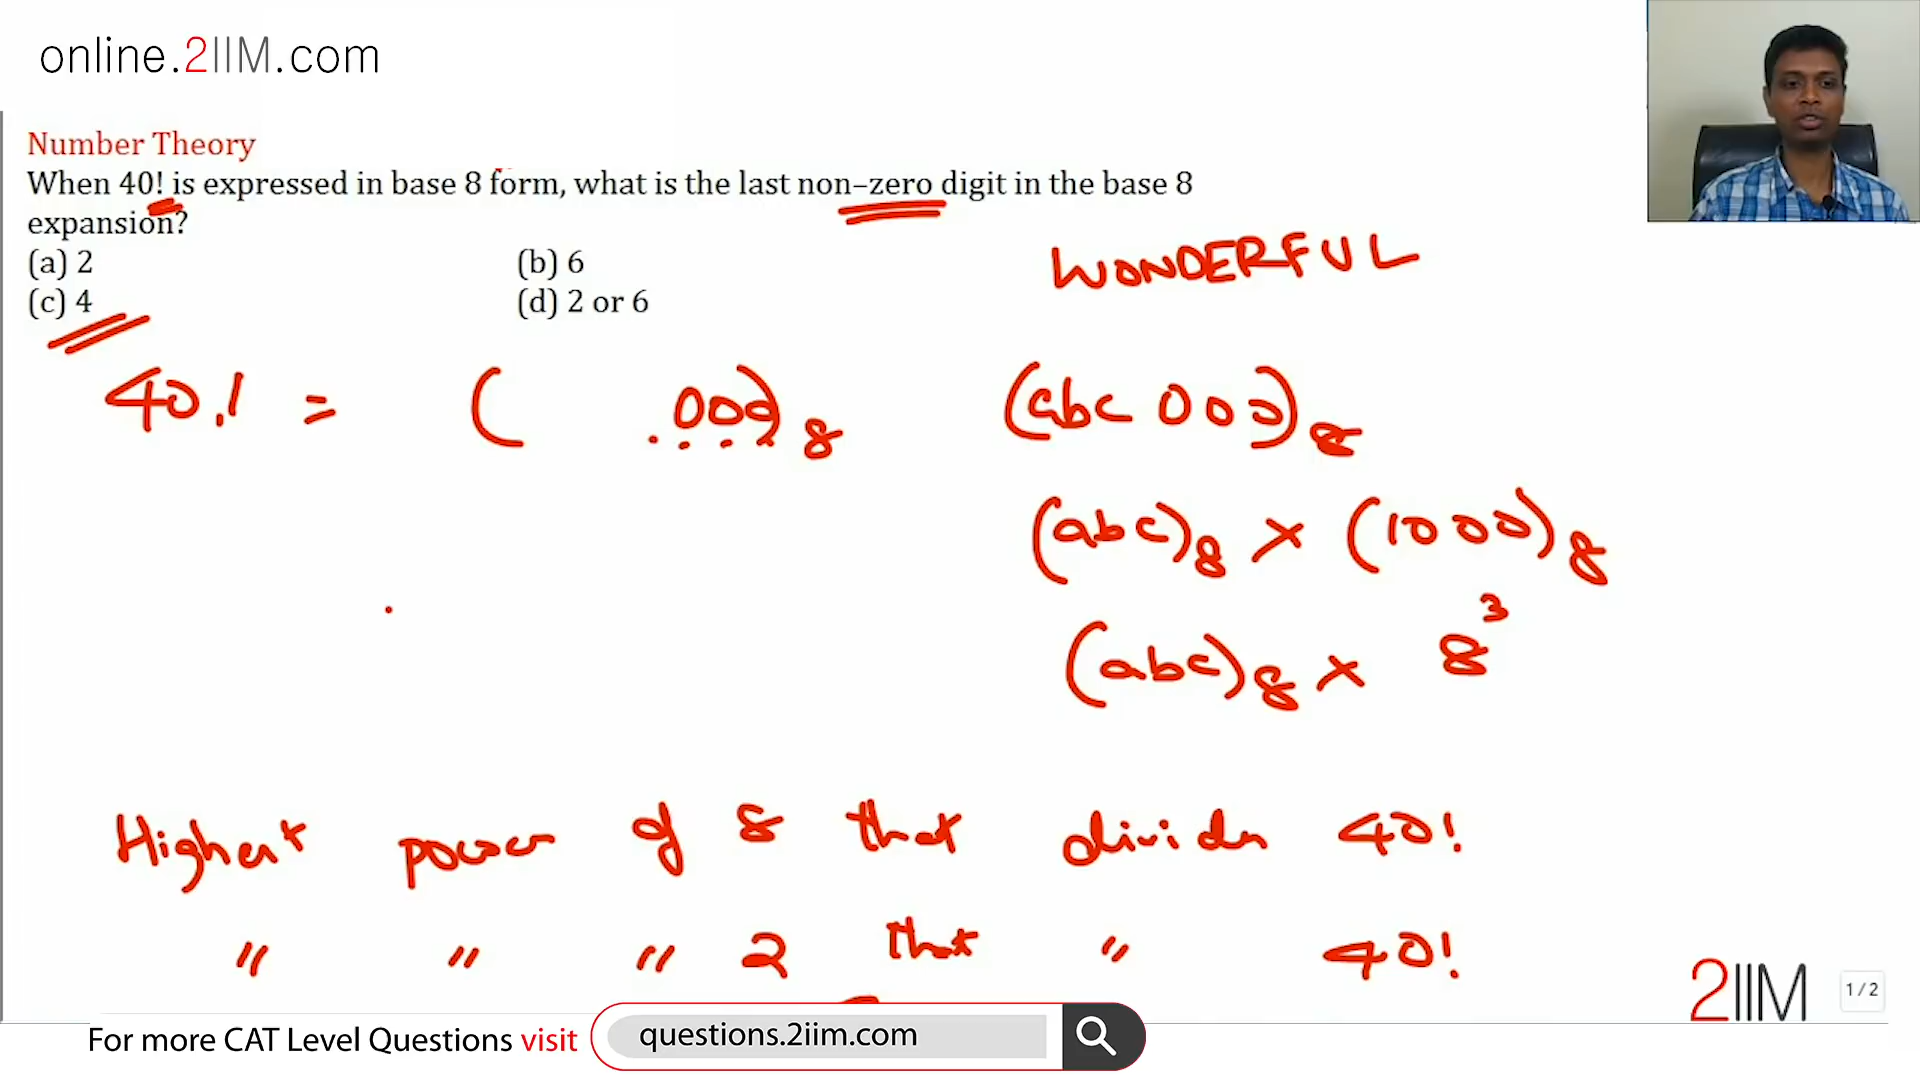 online.2IIM.com
Number Theory
When 40! is expressed in base 8 form, what is the last non–zero digit in the base 8
expansion?
(a) 2 (b) 6
(c) 4 (d) 2 or 6
WONDERFUL
40! = ( 000)8 (abc 000)8
(abc)8 × (1000)8
(abc)8 × 8³
Highest power of 8 that divides 40!
" " " 2 that " 40!
2IIM 1 / 2
For more CAT Level Questions visit questions.2iim.com